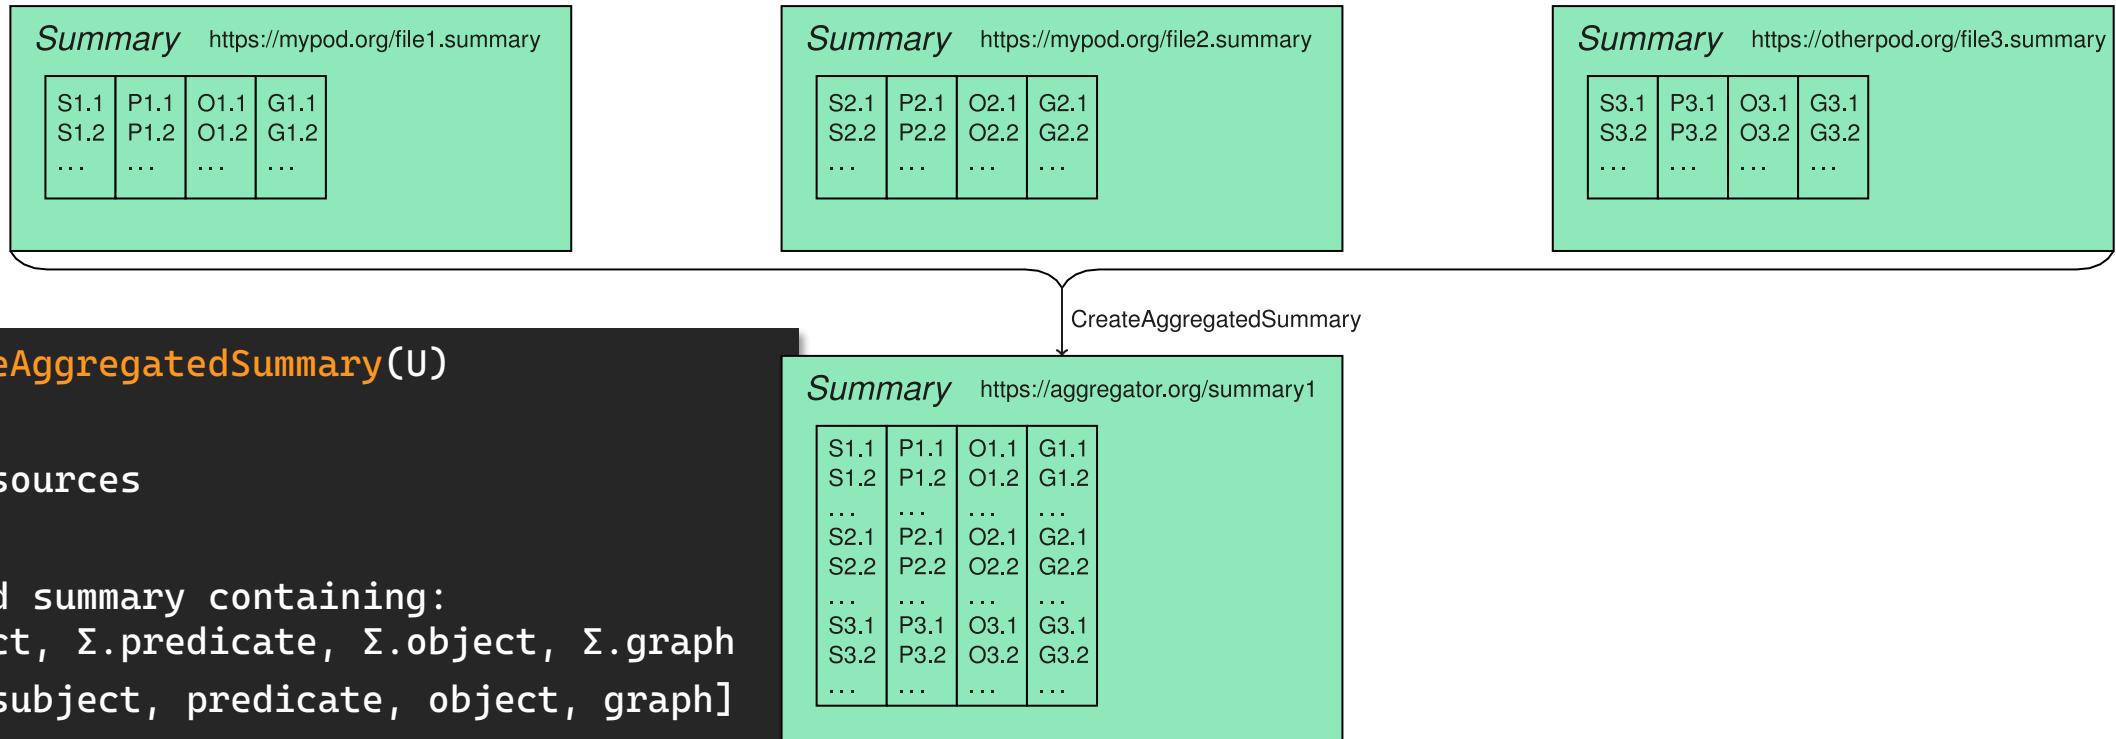 Summary https://mypod.org/file1.summary
S1.1 P1.1 O1.1 G1.1
S1.2 P1.2 O1.2 G1.2
... ... ... ...
Summary https://mypod.org/file2.summary
S2.1 P2.1 O2.1 G2.1
S2.2 P2.2 O2.2 G2.2
... ... ... ...
Summary https://otherpod.org/file3.summary
S3.1 P3.1 O3.1 G3.1
S3.2 P3.2 O3.2 G3.2
... ... ... ...
CreateAggregatedSummary
eAggregatedSummary(U)
sources
d summary containing:
ct, Σ.predicate, Σ.object, Σ.graph
subject, predicate, object, graph]
Summary https://aggregator.org/summary1
S1.1 P1.1 O1.1 G1.1
S1.2 P1.2 O1.2 G1.2
... ... ... ...
S2.1 P2.1 O2.1 G2.1
S2.2 P2.2 O2.2 G2.2
... ... ... ...
S3.1 P3.1 O3.1 G3.1
S3.2 P3.2 O3.2 G3.2
... ... ... ...